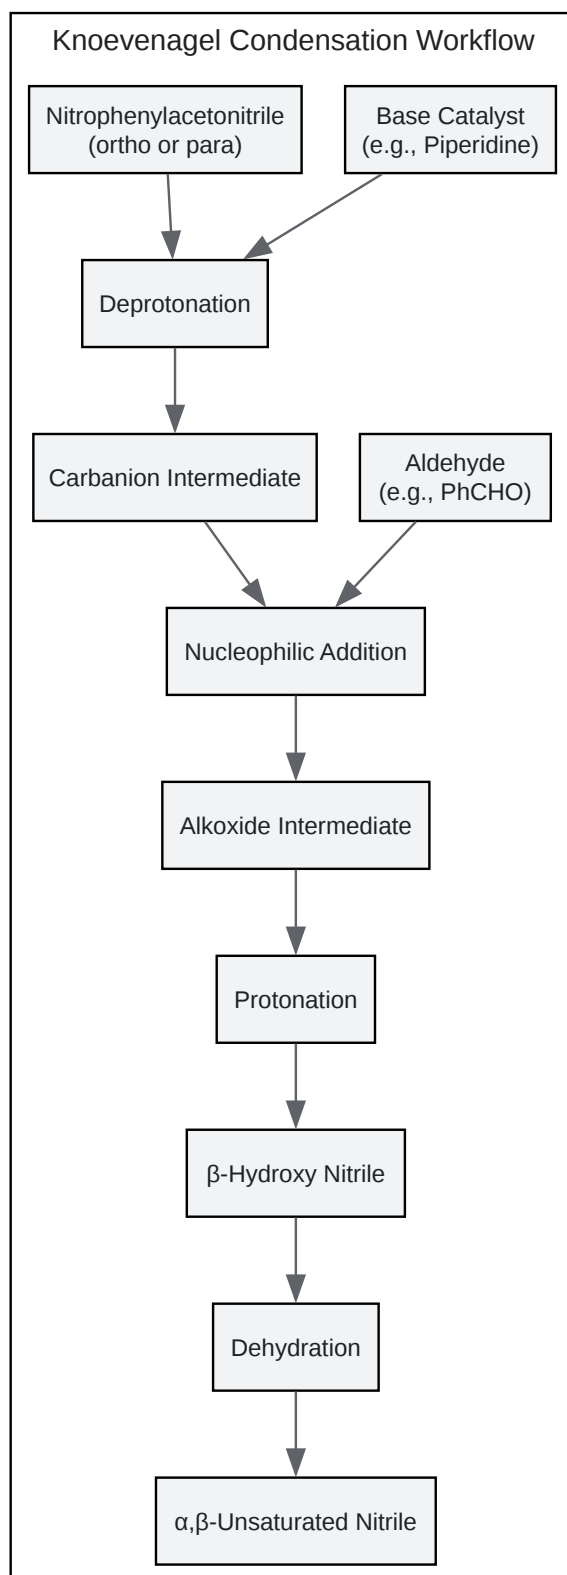 Knoevenagel Condensation Workflow
Nitrophenylacetonitrile
(ortho or para)
Base Catalyst
(e.g., Piperidine)
Deprotonation
Carbanion Intermediate
Aldehyde
(e.g., PhCHO)
Nucleophilic Addition
Alkoxide Intermediate
Protonation
β-Hydroxy Nitrile
Dehydration
α,β-Unsaturated Nitrile